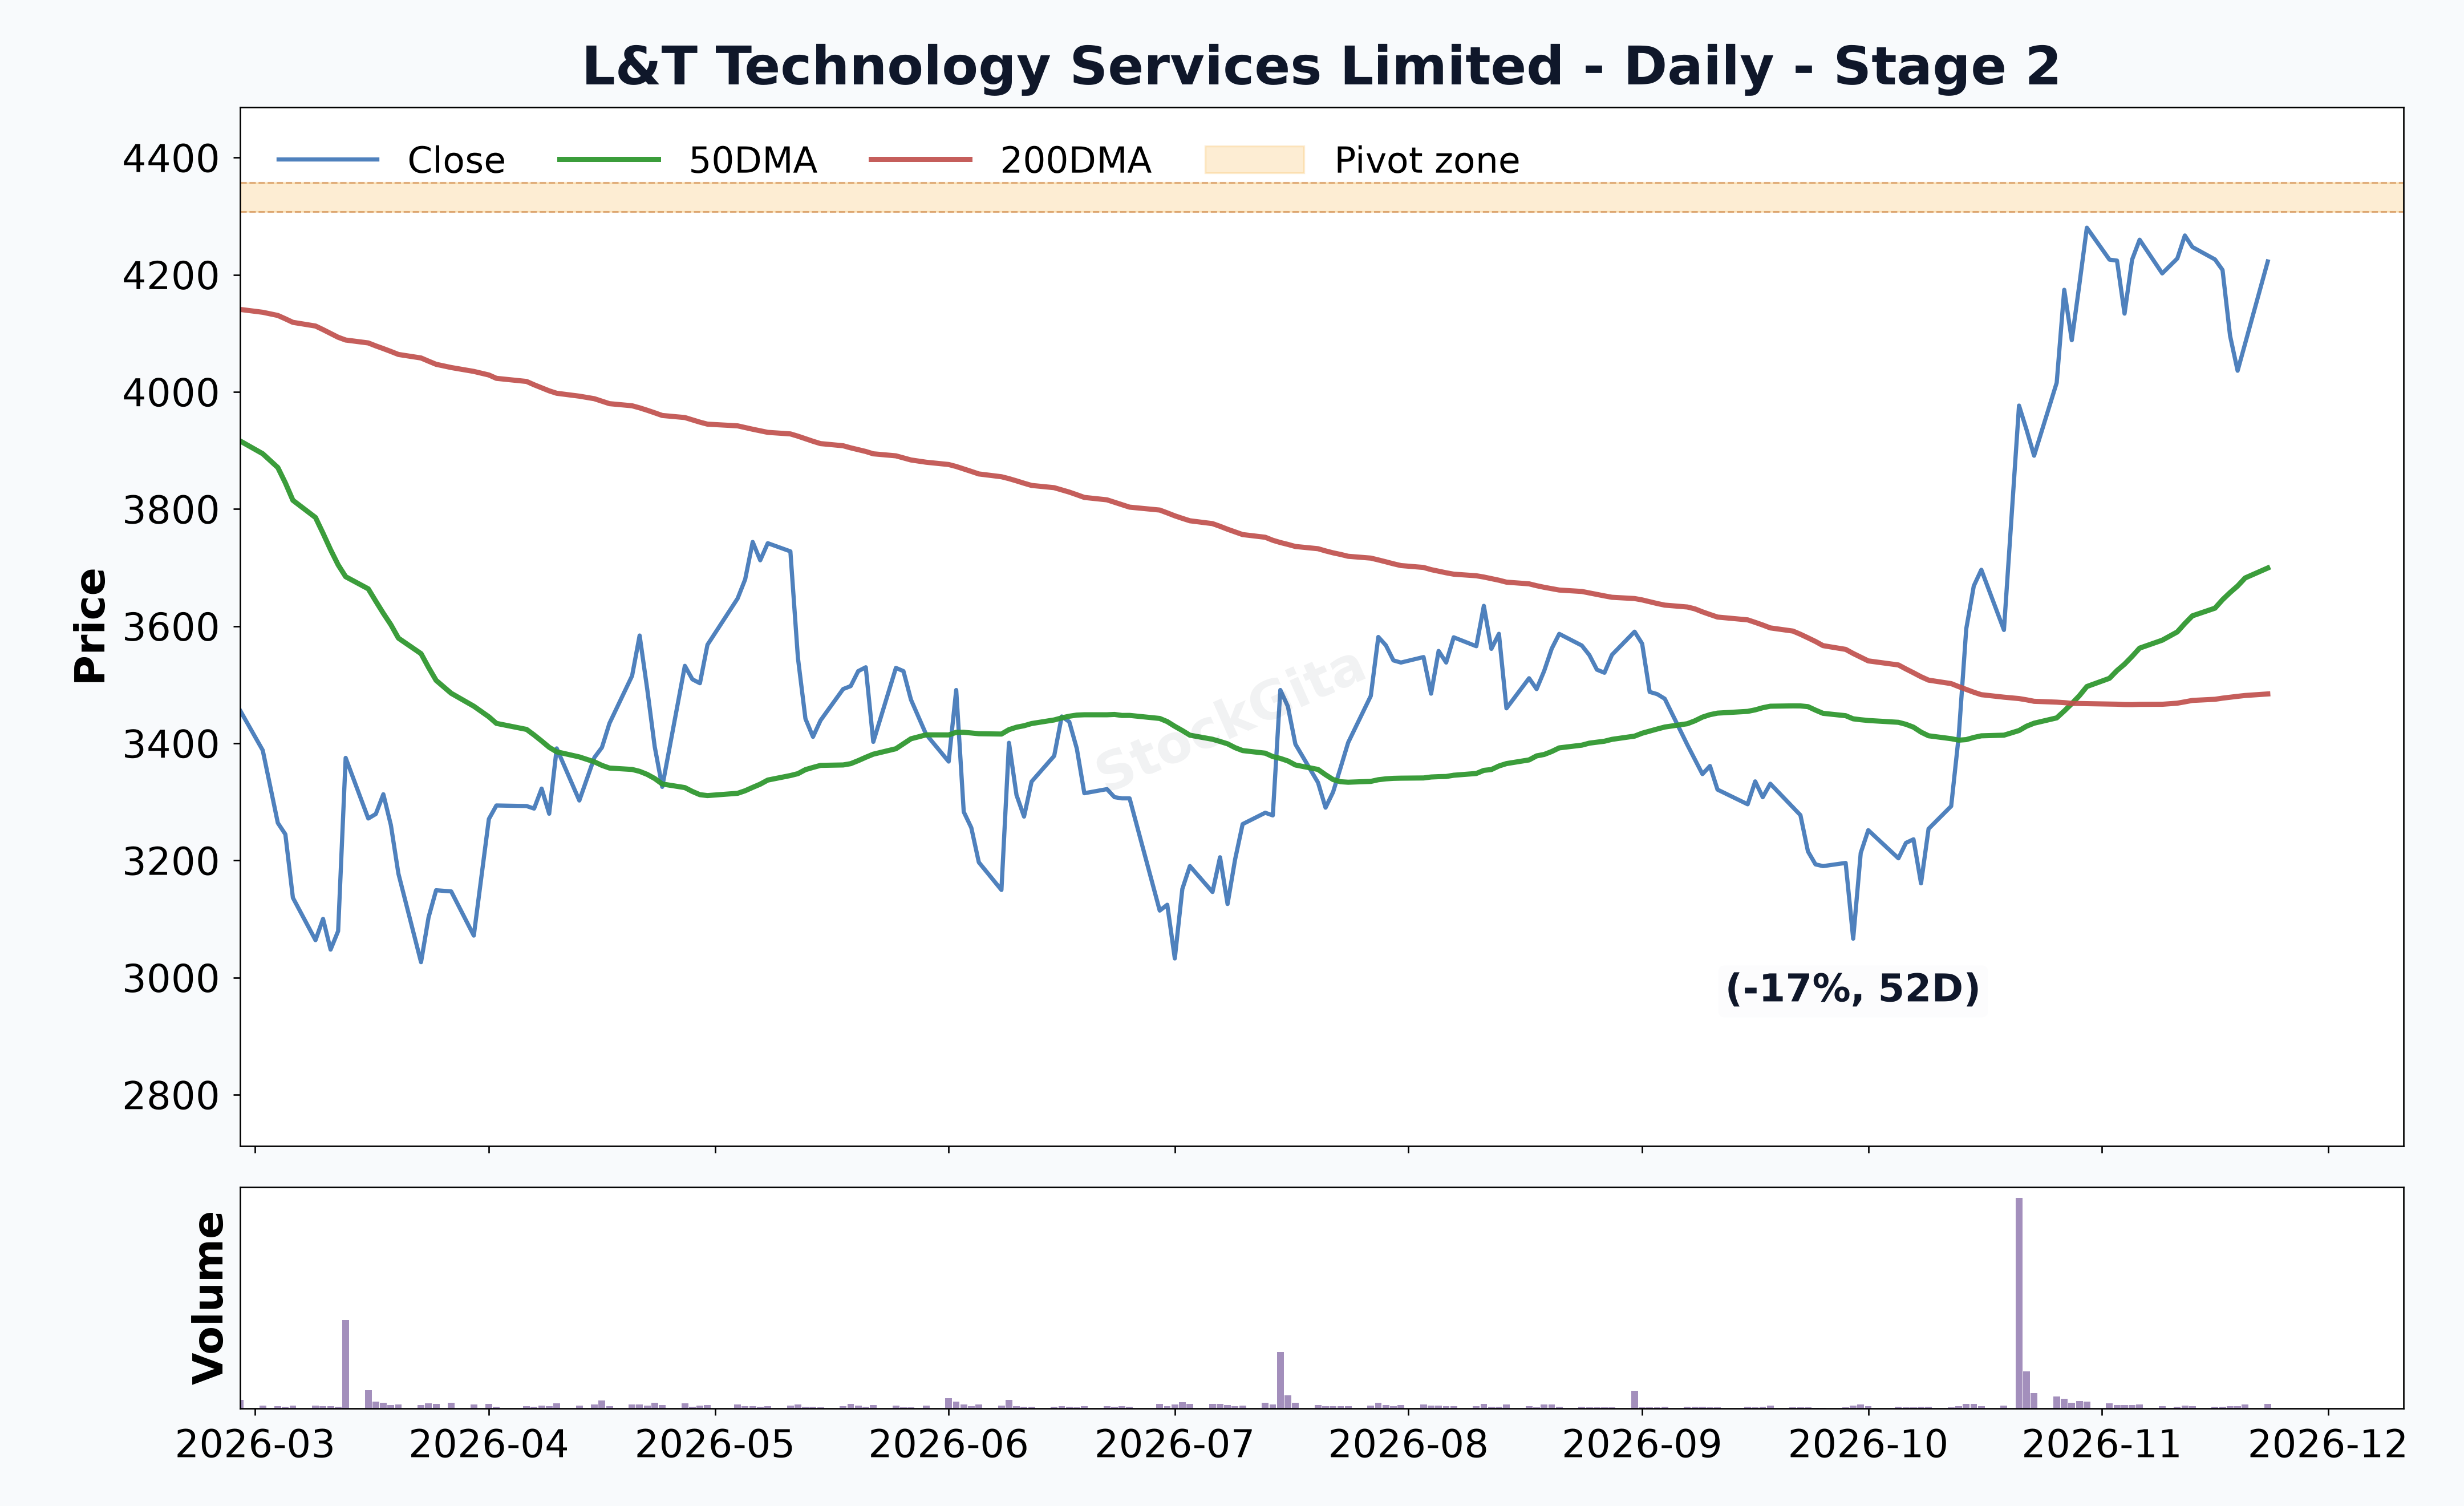 L&T Technology Services Limited - Daily - Stage 2
Close 50DMA 200DMA Pivot zone
4400
4200
4000
3800
3600
3400
3200
3000
2800
Price
StockGita
(-17%, 52D)
Volume
2026-03 2026-04 2026-05 2026-06 2026-07 2026-08 2026-09 2026-10 2026-11 2026-12